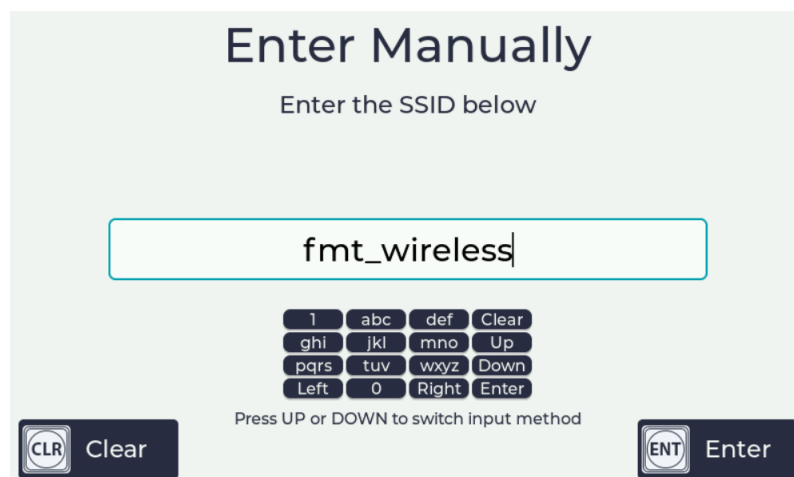 Enter Manually
Enter the SSID below
fmt_wireless
1 abc def Clear
ghi jkl mno Up
pqrs tuv wxyz Down
Left 0 Right Enter
Press UP or DOWN to switch input method
CLR Clear
ENT Enter